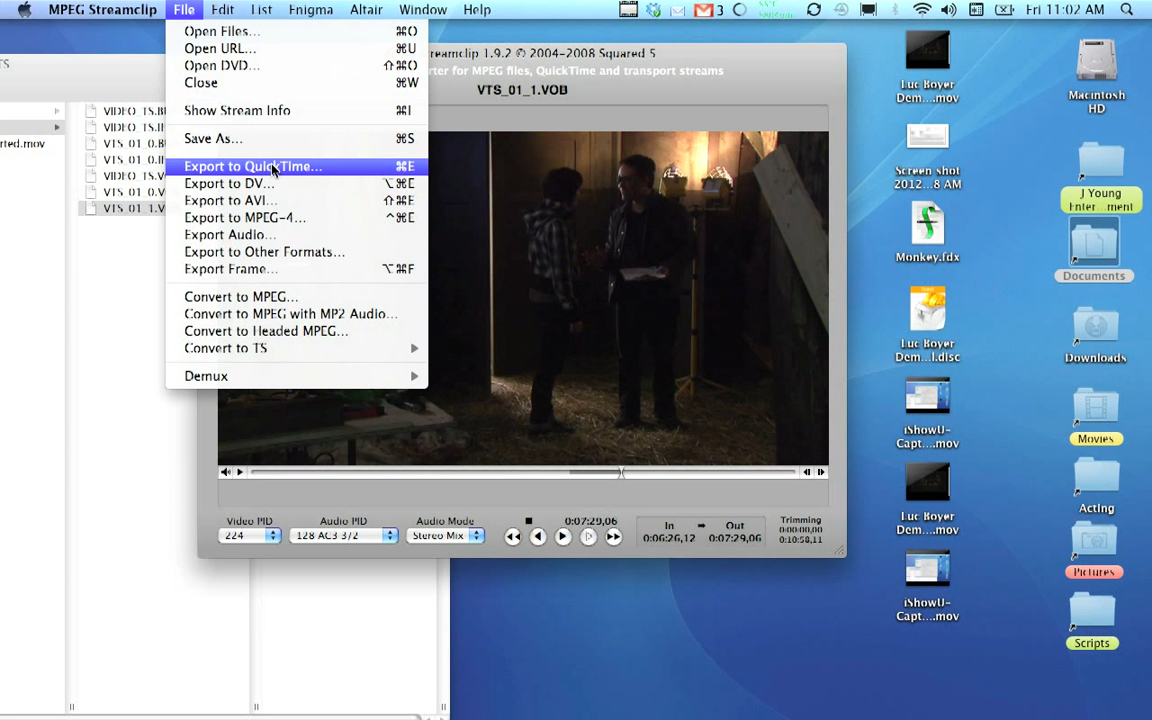 MPEG Streamclip File Edit List Enigma Altair Window Help 3 Fri 11:02 AM
Open Files... ⌘O
Open URL... ⌘U
Open DVD... ⇧⌘O
Close ⌘W
Show Stream Info ⌘I
Save As... ⌘S
Export to QuickTime... ⌘E
Export to DV... ⌥⌘E
Export to AVI... ⇧⌘E
Export to MPEG-4... ^⌘E
Export Audio...
Export to Other Formats...
Export Frame... ⌥⌘F
Convert to MPEG...
Convert to MPEG with MP2 Audio...
Convert to Headed MPEG...
Convert to TS
Demux
TS
rted.mov
VIDEO_TS.B
VIDEO_TS.I
VTS_01_0.B
VTS_01_0.I
VIDEO_TS.V
VTS_01_0.V
VTS_01_1.V
reamclip 1.9.2 © 2004-2008 Squared 5
rter for MPEG files, QuickTime and transport streams
VTS_01_1.VOB
Video PID
224
Audio PID
128 AC3 3/2
Audio Mode
Stereo Mix
0:07:29,06
In ➡ Out
0:06:26,12 0:07:29,06
Trimming
0:00:00,00
0:10:58,11
Luc Boyer
Dem....mov
Screen shot
2012...8 AM
Monkey.fdx
Luc Boyer
Dem....l.disc
iShowU-
Capt....mov
Luc Boyer
Dem....mov
iShowU-
Capt....mov
Macintosh
HD
J Young
Enter...ment
Documents
Downloads
Movies
Acting
Pictures
Scripts